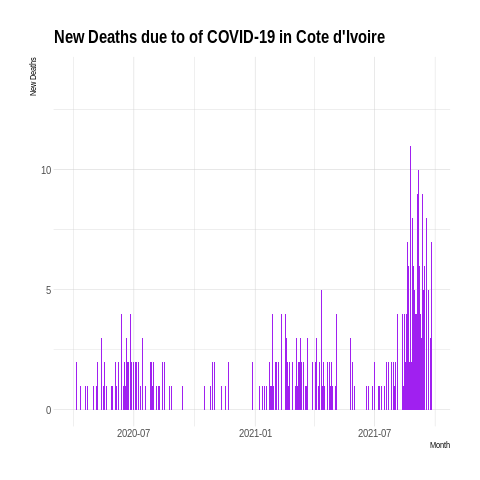 New Deaths due to of COVID-19 in Cote d'Ivoire
New Deaths
10
5
0
2020-07
2021-01
2021-07
Month